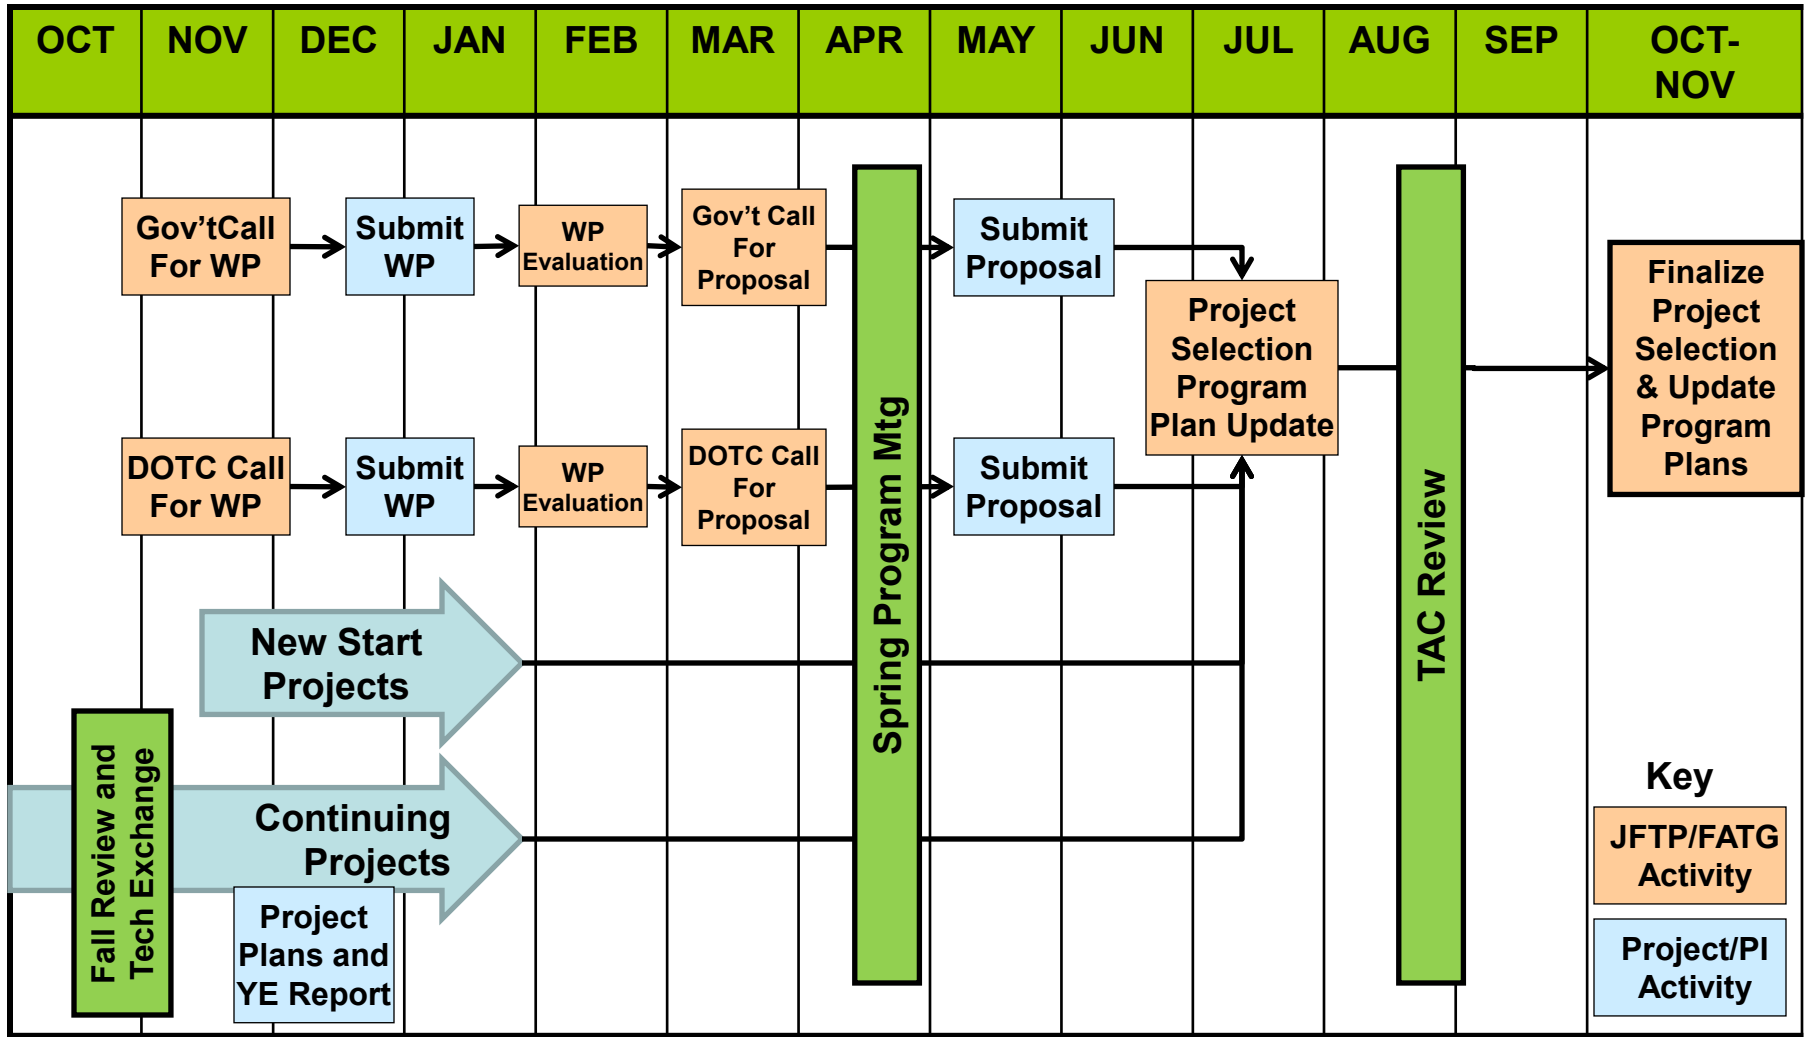 OCT NOV DEC JAN FEB MAR APR MAY JUN JUL AUG SEP OCT-
NOV
Gov'tCall
For WP
Submit
WP
WP
Evaluation
Gov't Call
For
Proposal
Submit
Proposal
Project
Selection
Program
Plan Update
Finalize
Project
Selection
& Update
Program
Plans
DOTC Call
For WP
Submit
WP
WP
Evaluation
DOTC Call
For
Proposal
Submit
Proposal
Spring Program Mtg
TAC Review
New Start
Projects
Fall Review and
Tech Exchange
Continuing
Projects
Project
Plans and
YE Report
Key
JFTP/FATG
Activity
Project/PI
Activity